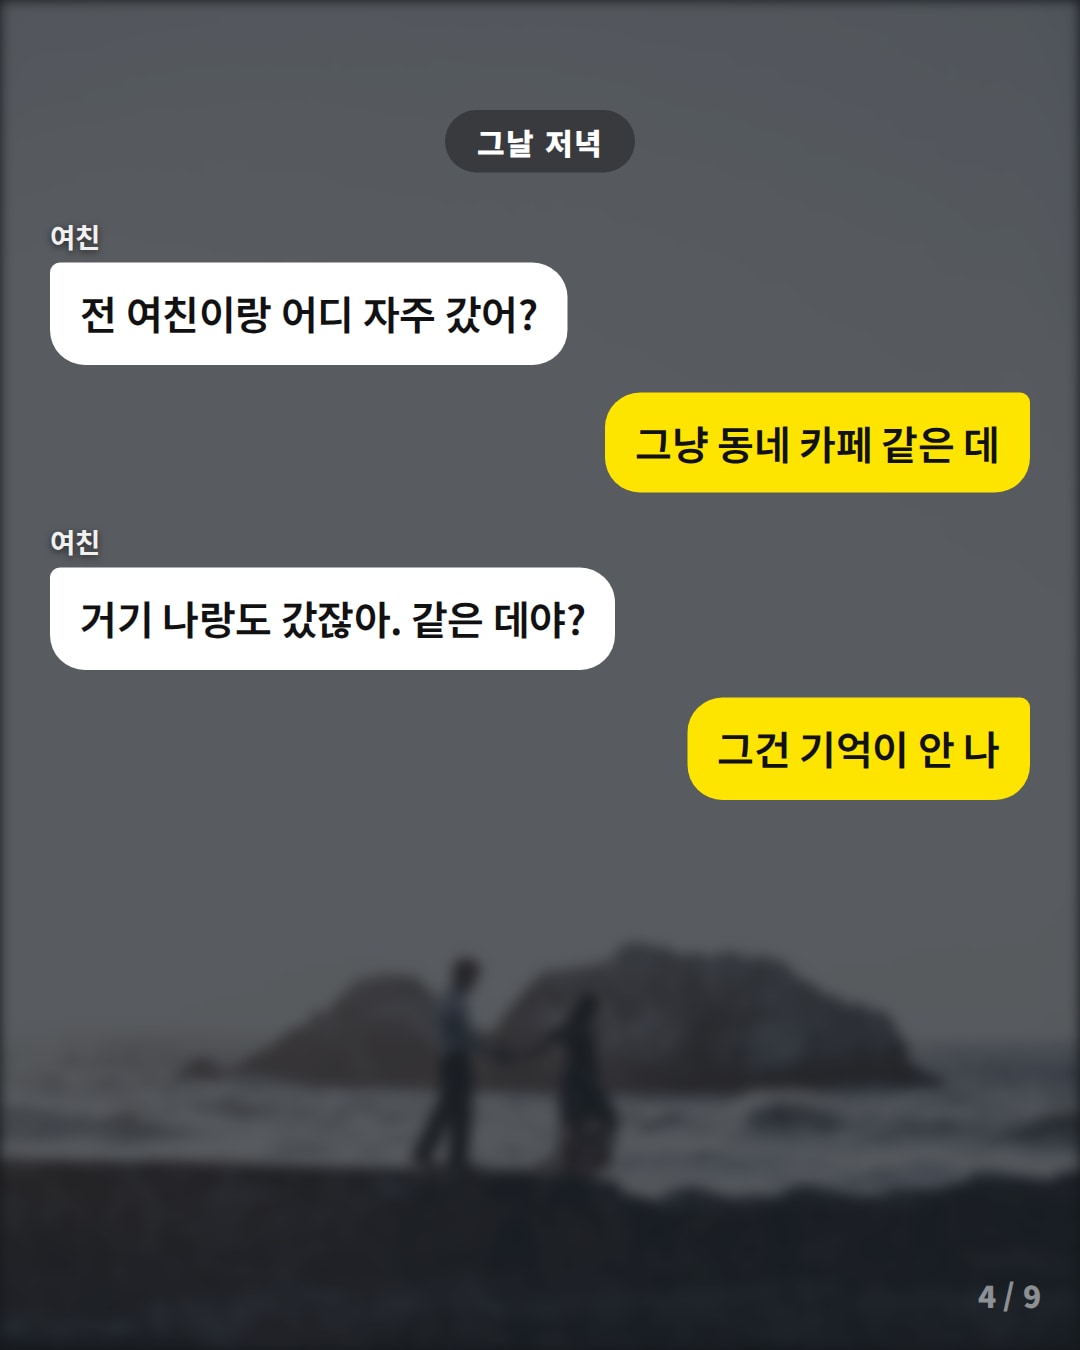 그날 저녁
여친
전 여친이랑 어디 자주 갔어?
그냥 동네 카페 같은 데
여친
거기 나랑도 갔잖아. 같은 데야?
그건 기억이 안 나
4 / 9